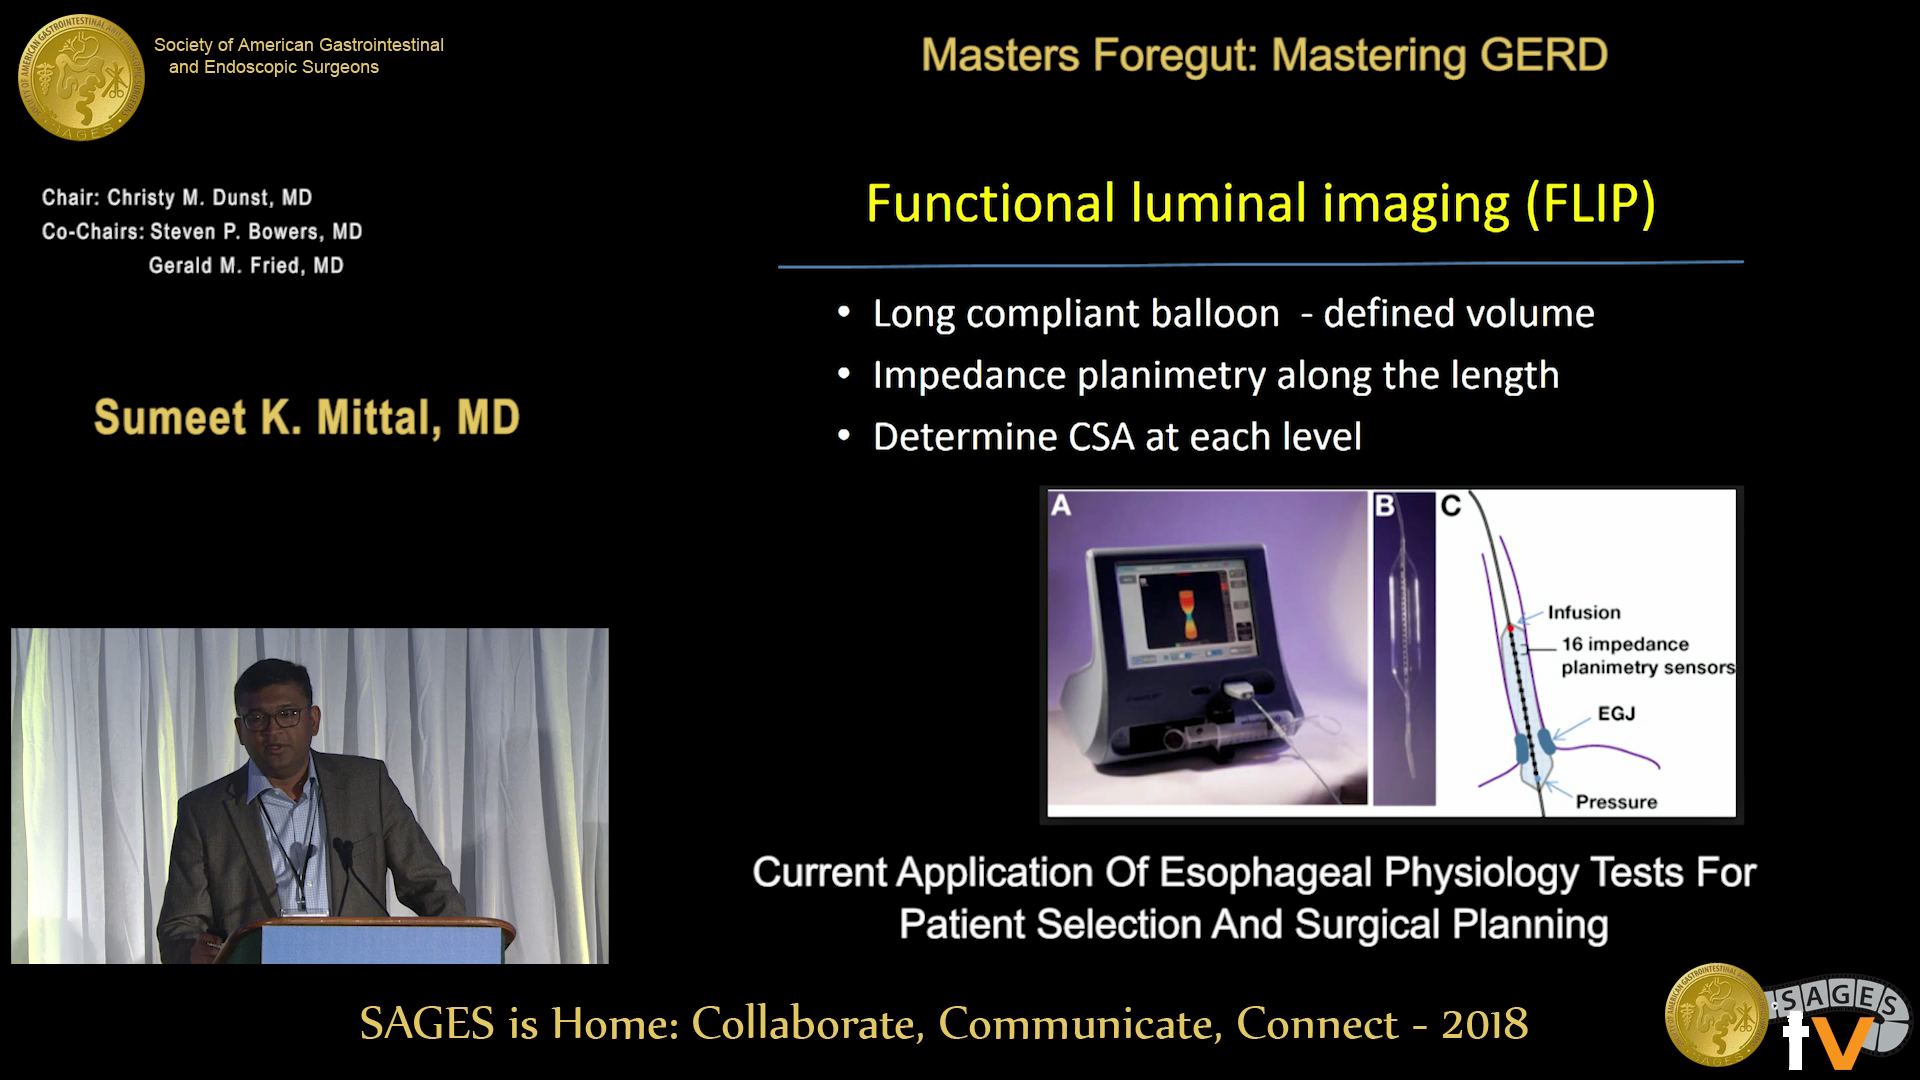 Society of American Gastrointestinal
and Endoscopic Surgeons
Masters Foregut: Mastering GERD
Chair: Christy M. Dunst, MD
Co-Chairs: Steven P. Bowers, MD
Gerald M. Fried, MD
Sumeet K. Mittal, MD
Functional luminal imaging (FLIP)
• Long compliant balloon - defined volume
• Impedance planimetry along the length
• Determine CSA at each level
A
B
C
Infusion
16 impedance
planimetry sensors
EGJ
Pressure
Current Application Of Esophageal Physiology Tests For
Patient Selection And Surgical Planning
SAGES is Home: Collaborate, Communicate, Connect - 2018
SAGES
tv
SAGES